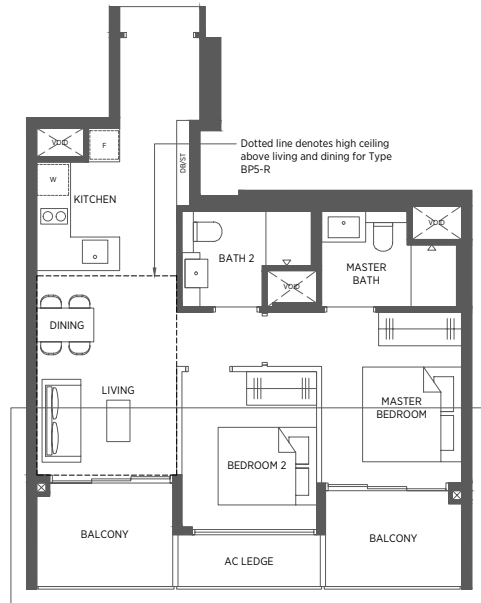 VOID
F
Dotted line denotes high ceiling
above living and dining for Type
BP5-R
DB/ST
W
KITCHEN
VOID
BATH 2
MASTER
BATH
VOID
DINING
LIVING
MASTER
BEDROOM
BEDROOM 2
BALCONY
AC LEDGE
BALCONY